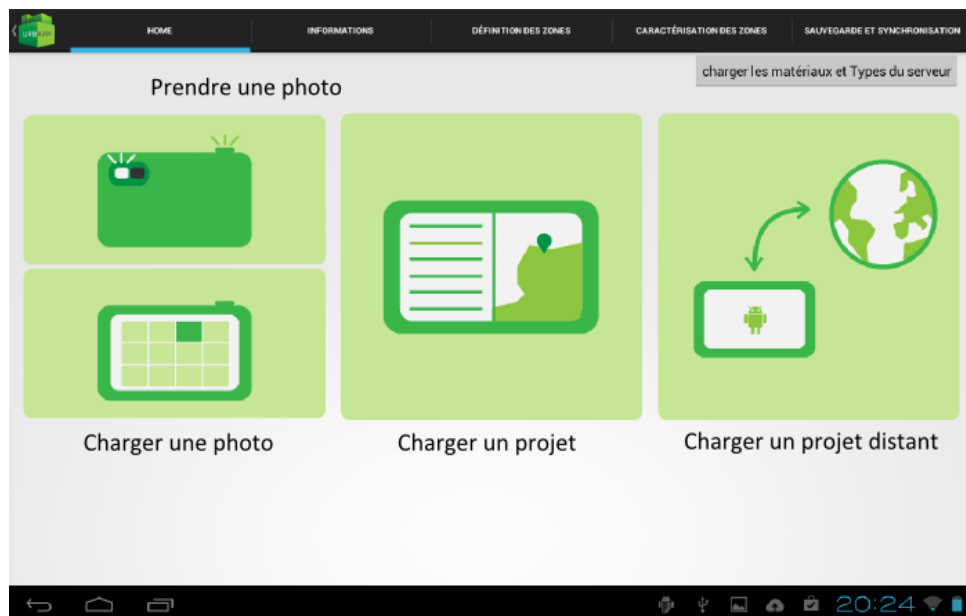 URBAPP
HOME
INFORMATIONS
DÉFINITION DES ZONES
CARACTÉRISATION DES ZONES
SAUVEGARDE ET SYNCHRONISATION
charger les matériaux et Types du serveur
Prendre une photo
Charger une photo
Charger un projet
Charger un projet distant
20:24